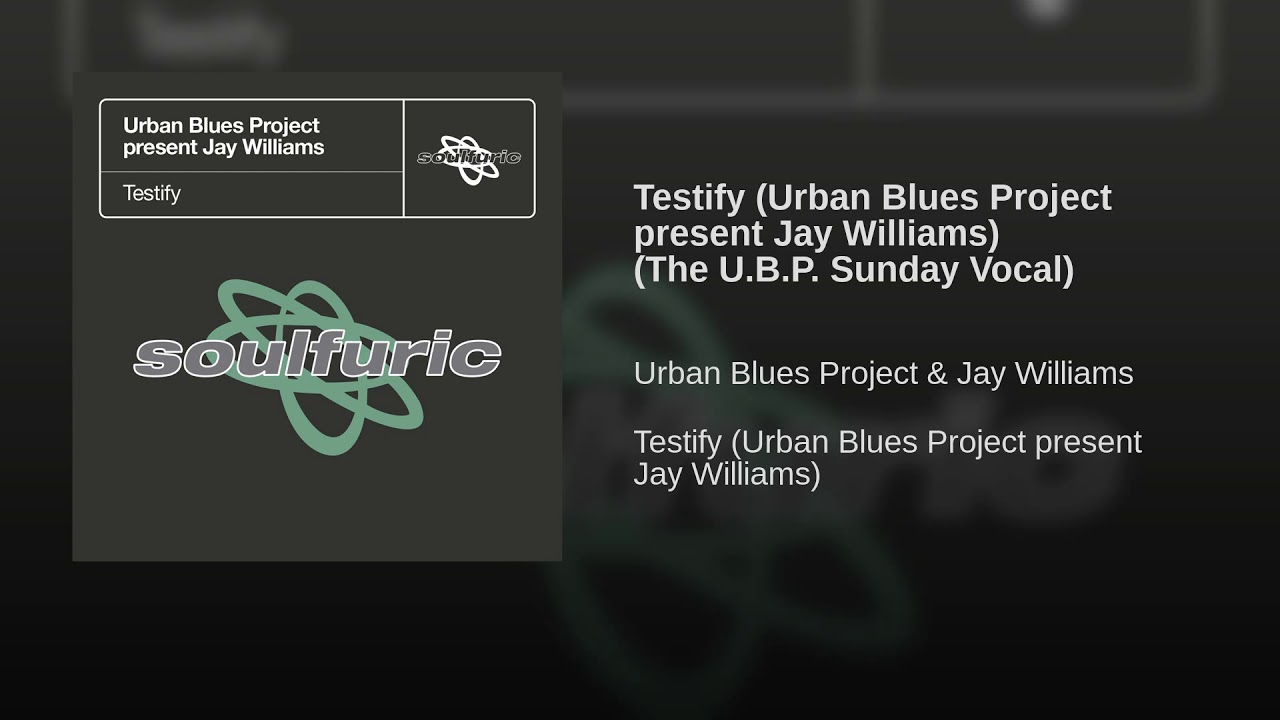 Testify
Urban Blues Project
present Jay Williams
soulfuric
Testify
soulfuric
Testify (Urban Blues Project
present Jay Williams)
(The U.B.P. Sunday Vocal)
Urban Blues Project & Jay Williams
Testify (Urban Blues Project present
Jay Williams)